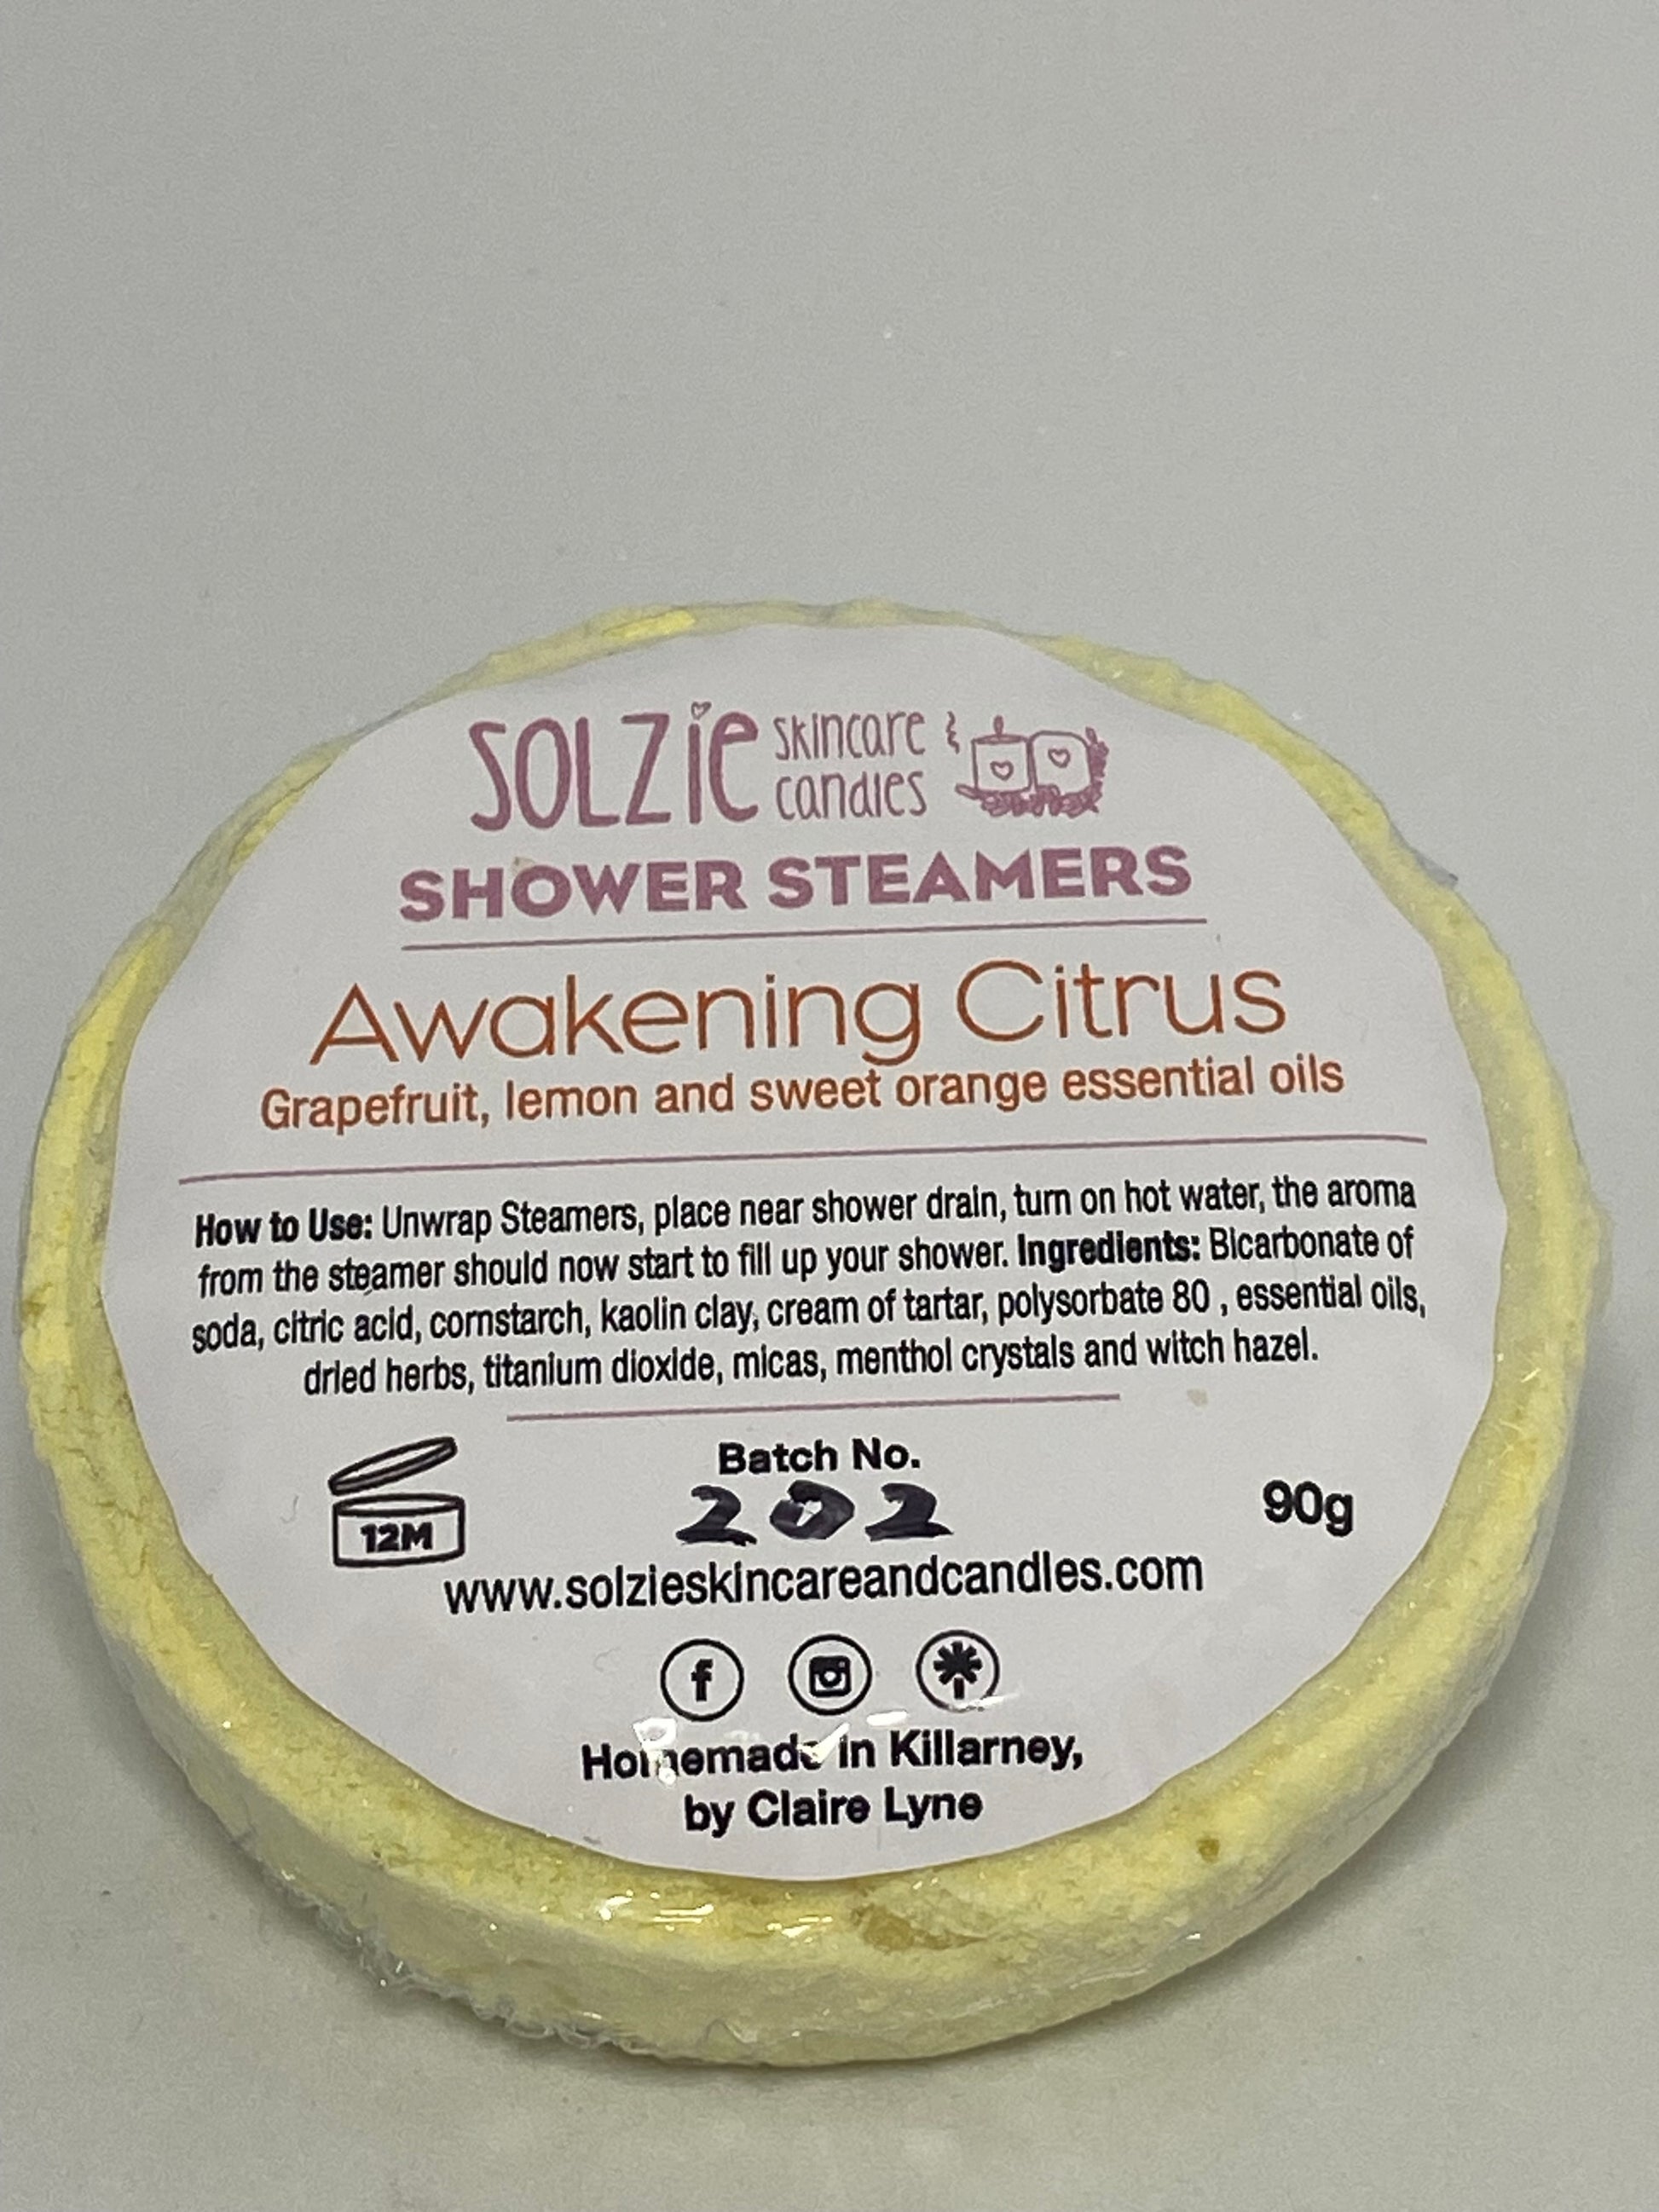 SOLZiE skincare &
candles
SHOWER STEAMERS
Awakening Citrus
Grapefruit, lemon and sweet orange essential oils
How to Use: Unwrap Steamers, place near shower drain, turn on hot water, the aroma
from the steamer should now start to fill up your shower. Ingredients: Bicarbonate of
soda, citric acid, cornstarch, kaolin clay, cream of tartar, polysorbate 80 , essential oils,
dried herbs, titanium dioxide, micas, menthol crystals and witch hazel.
Batch No.
202
12M
90g
www.solzieskincareandcandles.com
Homemade in Killarney,
by Claire Lyne